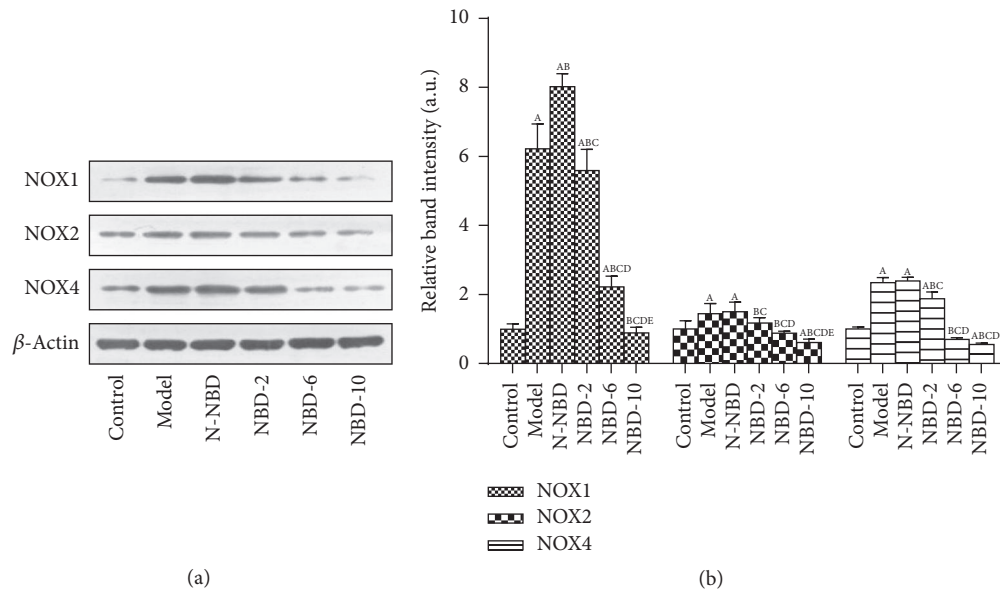 NOX1
NOX2
NOX4
β-Actin
Control
Model
N-NBD
NBD-2
NBD-6
NBD-10
(a)
Relative band intensity (a.u.)
10
8
6
4
2
0
A
AB
ABC
ABCD
BCDE
A
A
BC
BCD
ABCDE
A
A
ABC
BCD
ABCD
Control
Model
N-NBD
NBD-2
NBD-6
NBD-10
Control
Model
N-NBD
NBD-2
NBD-6
NBD-10
Control
Model
N-NBD
NBD-2
NBD-6
NBD-10
NOX1
NOX2
NOX4
(b)